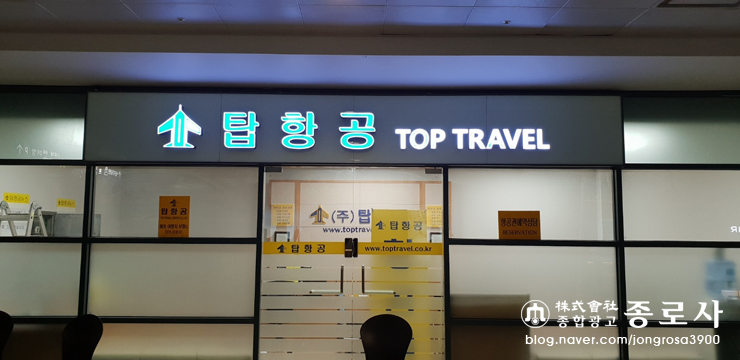 탑항공 TOP TRAVEL
탑항공
(주)탑
www.toptrave
탑항공
탑항공
www.toptravel.co.kr
RESERVATION
株式會社
종합광고 종로사
blog.naver.com/jongrosa3900